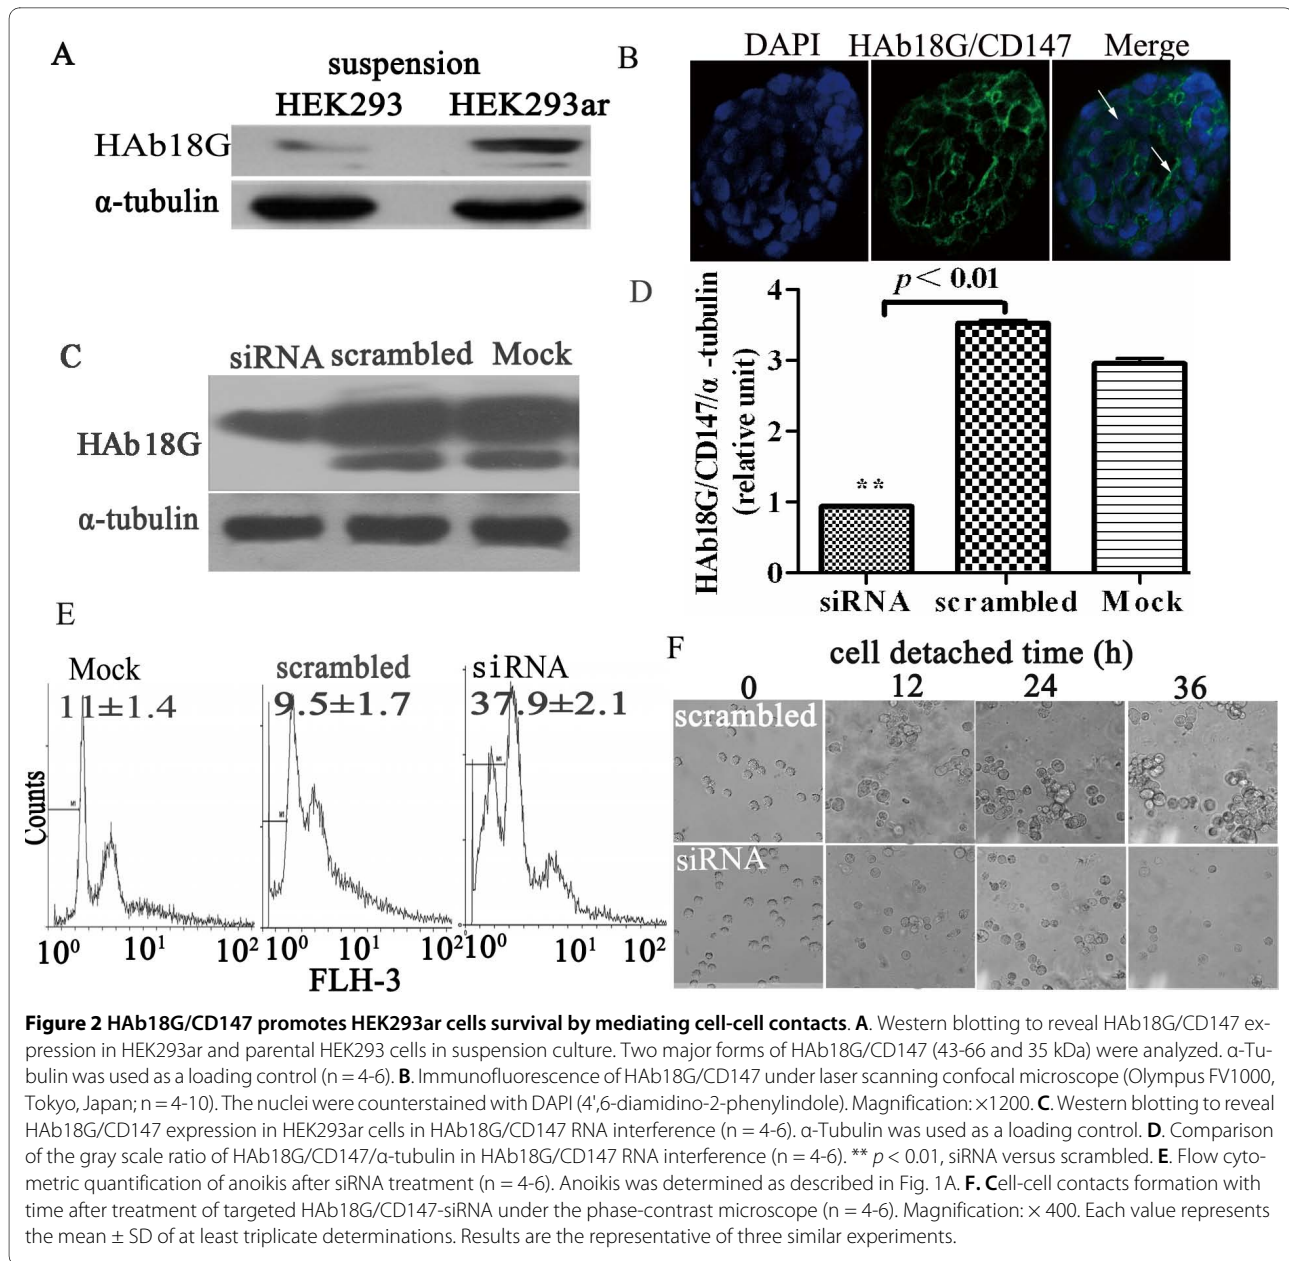 A
suspension
HEK293 HEK293ar
HAb18G
α-tubulin
B
DAPI HAb18G/CD147 Merge
C
siRNA scrambled Mock
HAb18G
α-tubulin
D
HAb18G/CD147/α -tubulin
(relative unit)
4
3
2
1
0
p< 0.01
**
siRNA scrambled Mock
E
Mock
11±1.4
scrambled
9.5±1.7
siRNA
37.9±2.1
Counts
M1
M1
M1
10⁰ 10¹ 10² 10⁰ 10¹ 10² 10⁰ 10¹ 10²
FLH-3
F
cell detached time (h)
0 12 24 36
scrambled
siRNA
Figure 2 HAb18G/CD147 promotes HEK293ar cells survival by mediating cell-cell contacts. A. Western blotting to reveal HAb18G/CD147 ex-
pression in HEK293ar and parental HEK293 cells in suspension culture. Two major forms of HAb18G/CD147 (43-66 and 35 kDa) were analyzed. α-Tu-
bulin was used as a loading control (n = 4-6). B. Immunofluorescence of HAb18G/CD147 under laser scanning confocal microscope (Olympus FV1000,
Tokyo, Japan; n = 4-10). The nuclei were counterstained with DAPI (4',6-diamidino-2-phenylindole). Magnification: ×1200. C. Western blotting to reveal
HAb18G/CD147 expression in HEK293ar cells in HAb18G/CD147 RNA interference (n = 4-6). α-Tubulin was used as a loading control. D. Comparison
of the gray scale ratio of HAb18G/CD147/α-tubulin in HAb18G/CD147 RNA interference (n = 4-6). ** p < 0.01, siRNA versus scrambled. E. Flow cyto-
metric quantification of anoikis after siRNA treatment (n = 4-6). Anoikis was determined as described in Fig. 1A. F. Cell-cell contacts formation with
time after treatment of targeted HAb18G/CD147-siRNA under the phase-contrast microscope (n = 4-6). Magnification: × 400. Each value represents
the mean ± SD of at least triplicate determinations. Results are the representative of three similar experiments.